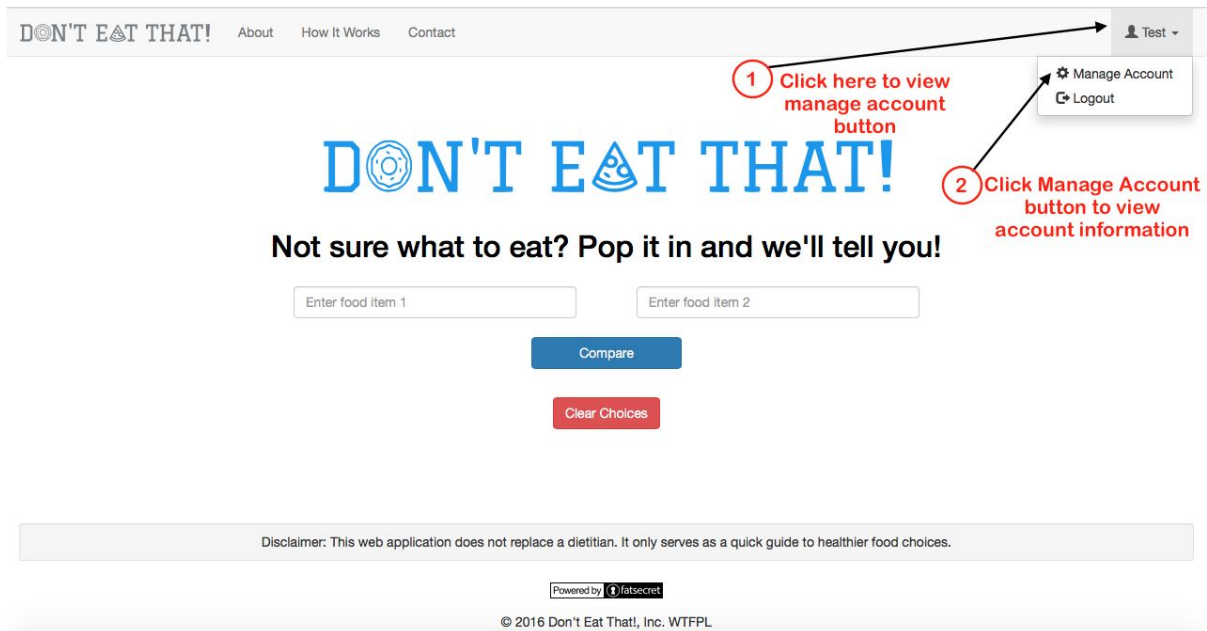 DON'T EAT THAT! About How It Works Contact Test
Manage Account
Logout
1 Click here to view
manage account
button
DON'T EAT THAT!
2 Click Manage Account
button to view
account information
Not sure what to eat? Pop it in and we'll tell you!
Enter food item 1 Enter food item 2
Compare
Clear Choices
Disclaimer: This web application does not replace a dietitian. It only serves as a quick guide to healthier food choices.
Powered by fatsecret
© 2016 Don't Eat That!, Inc. WTFPL